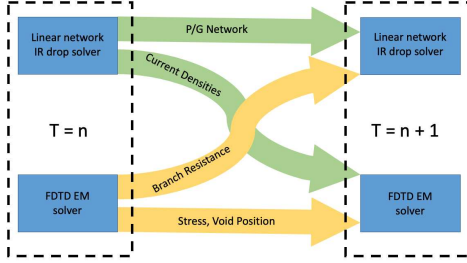 Linear network
IR drop solver
P/G Network
Linear network
IR drop solver
Current Densities
T = n
T = n + 1
Branch Resistance
FDTD EM
solver
Stress, Void Position
FDTD EM
solver